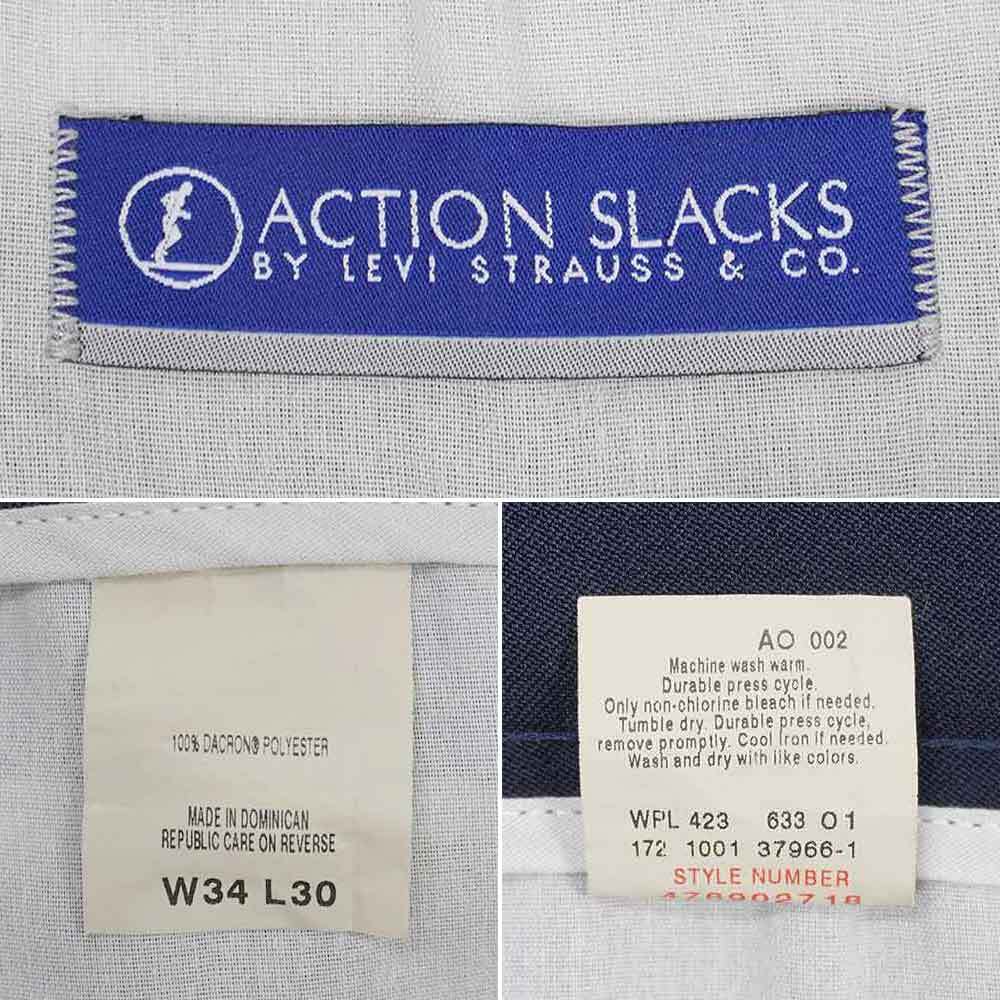 ACTION SLACKS
BY LEVI STRAUSS & CO.
100% DACRON® POLYESTER
MADE IN DOMINICAN
REPUBLIC CARE ON REVERSE
W34 L30
AO 002
Machine wash warm.
Durable press cycle.
Only non-chlorine bleach if needed.
Tumble dry. Durable press cycle,
remove promptly. Cool Iron if needed.
Wash and dry with like colors.
WPL 423 633 O1
172 1001 37966-1
STYLE NUMBER